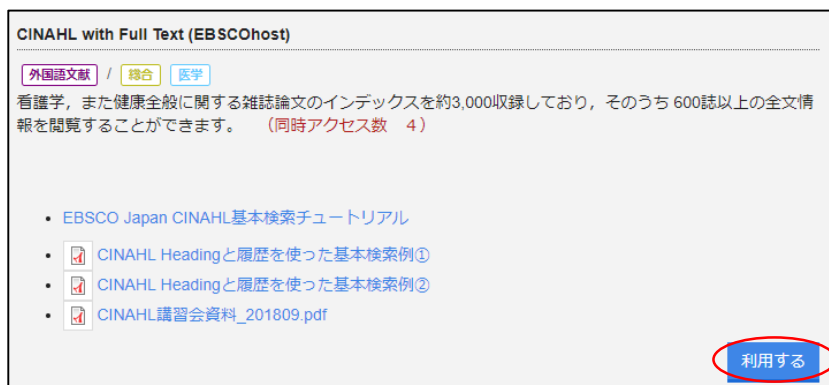 CINAHL with Full Text (EBSCOhost)
外国語文献 / 総合 医学
看護学，また健康全般に関する雑誌論文のインデックスを約3,000収録しており，そのうち 600誌以上の全文情
報を閲覧することができます。 （同時アクセス数　4）
EBSCO Japan CINAHL基本検索チュートリアル
CINAHL Headingと履歴を使った基本検索例①
CINAHL Headingと履歴を使った基本検索例②
CINAHL講習会資料_201809.pdf
利用する